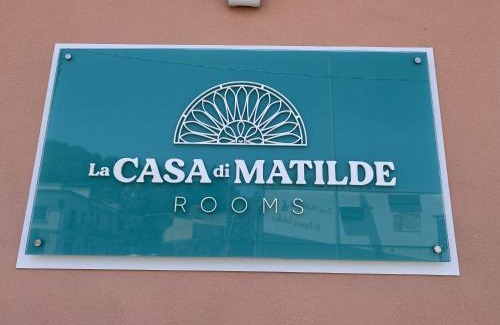 La CASA di MATILDE
ROOMS